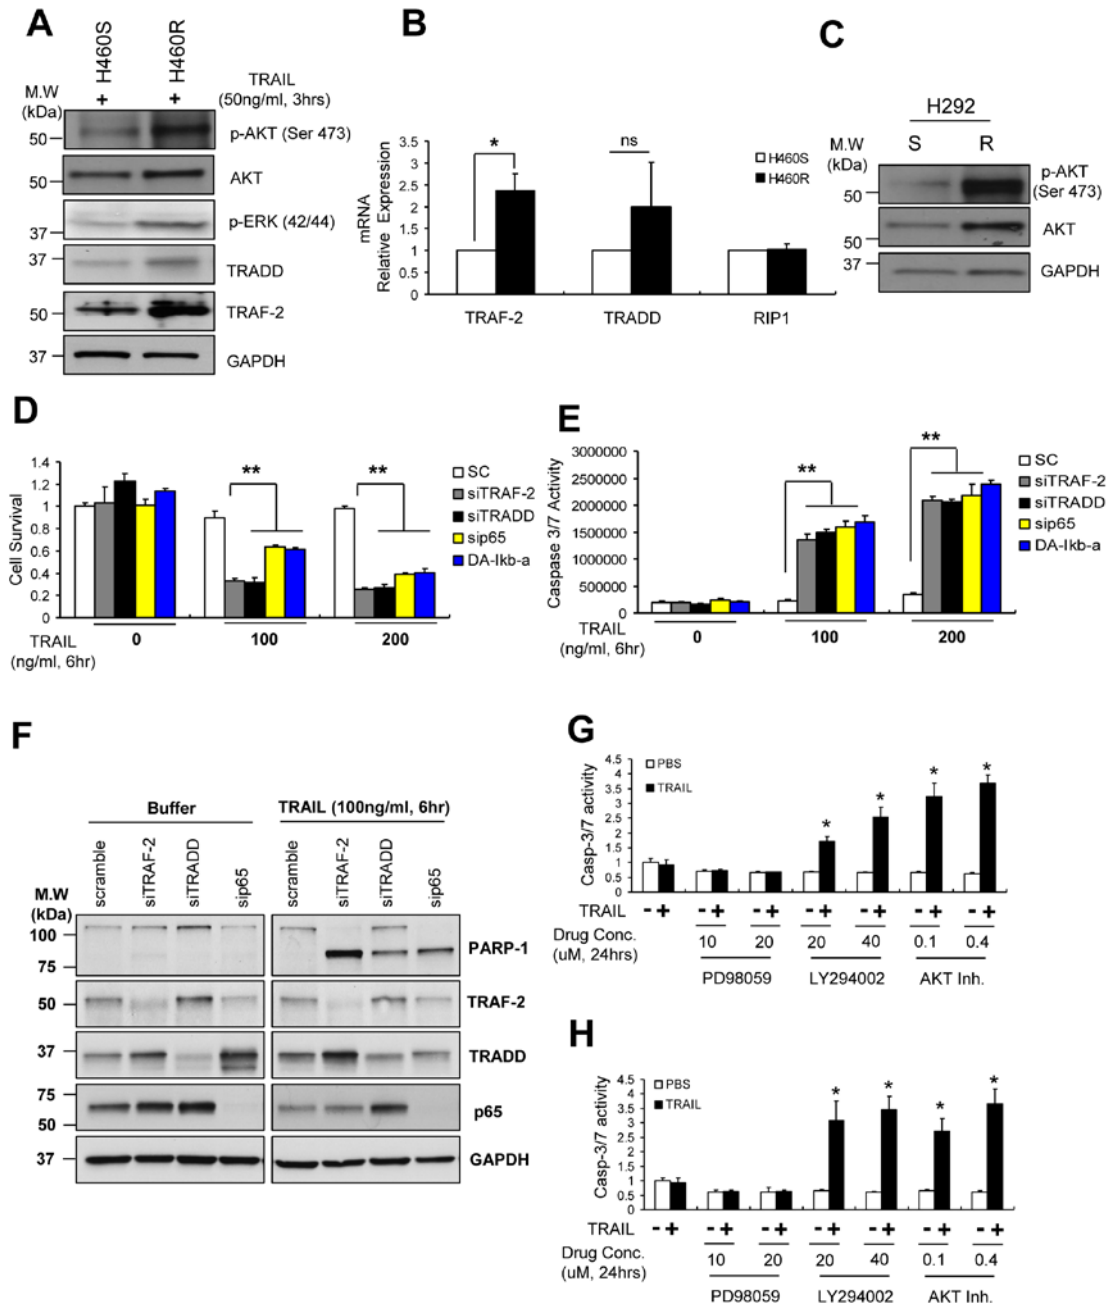 A
H460S
H460R
M.W
(kDa)
+ +
TRAIL
(50ng/ml, 3hrs)
50
p-AKT (Ser 473)
50
AKT
37
p-ERK (42/44)
37
TRADD
50
TRAF-2
37
GAPDH
B
mRNA
Relative Expression
3.5
3
2.5
2
1.5
1
0.5
0
*
ns
H460S
H460R
TRAF-2 TRADD RIP1
C
H292
S R
M.W
(kDa)
50
p-AKT
(Ser 473)
50
AKT
37
GAPDH
D
Cell Survival
1.4
1.2
1
0.8
0.6
0.4
0.2
0
** **
SC
siTRAF-2
siTRADD
sip65
DA-Ikb-a
TRAIL
(ng/ml, 6hr)
0 100 200
E
Caspase 3/7 Activity
3000000
2500000
2000000
1500000
1000000
500000
0
** **
SC
siTRAF-2
siTRADD
sip65
DA-Ikb-a
TRAIL
(ng/ml, 6hr)
0 100 200
F
Buffer TRAIL (100ng/ml, 6hr)
scramble siTRAF-2 siTRADD sip65 scramble siTRAF-2 siTRADD sip65
M.W
(kDa)
100
75
PARP-1
50
TRAF-2
37
TRADD
75
50
p65
37
GAPDH
G
Casp-3/7 activity
4.5
4
3.5
3
2.5
2
1.5
1
0.5
0
PBS
TRAIL
* * * *
TRAIL - + - + - + - + - + - + - +
Drug Conc.
(uM, 24hrs)
10 20 20 40 0.1 0.4
PD98059 LY294002 AKT Inh.
H
Casp-3/7 activity
4.5
4
3.5
3
2.5
2
1.5
1
0.5
0
PBS
TRAIL
* * * *
TRAIL - + - + - + - + - + - + - +
Drug Conc.
(uM, 24hrs)
10 20 20 40 0.1 0.4
PD98059 LY294002 AKT Inh.